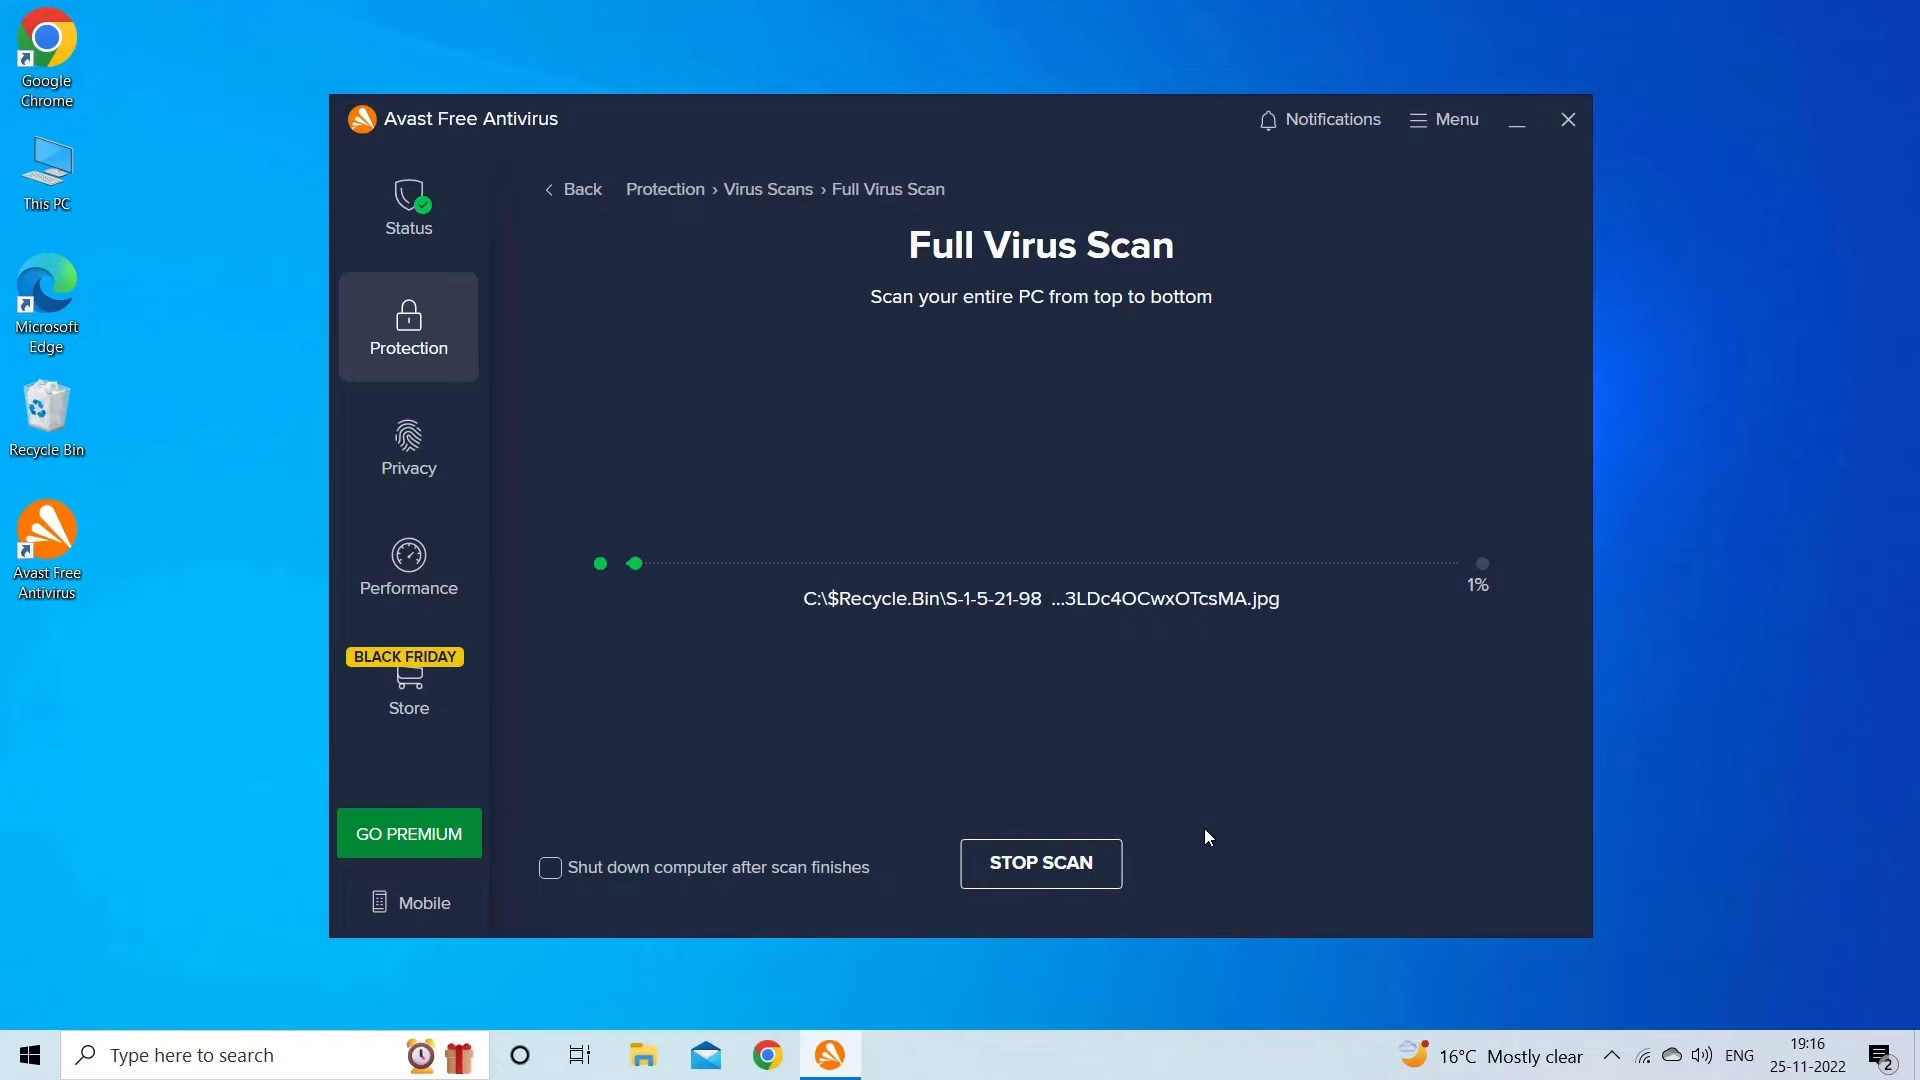 Google
Chrome
This PC
Microsoft
Edge
Recycle Bin
Avast Free
Antivirus
Avast Free Antivirus
Notifications
Menu
Status
Protection
Privacy
Performance
BLACK FRIDAY
Store
GO PREMIUM
Mobile
Back Protection › Virus Scans › Full Virus Scan
Full Virus Scan
Scan your entire PC from top to bottom
1%
C:\$Recycle.Bin\S-1-5-21-98 ...3LDc4OCwxOTcsMA.jpg
Shut down computer after scan finishes
STOP SCAN
Type here to search
16°C Mostly clear
ENG
19:16
25-11-2022
2